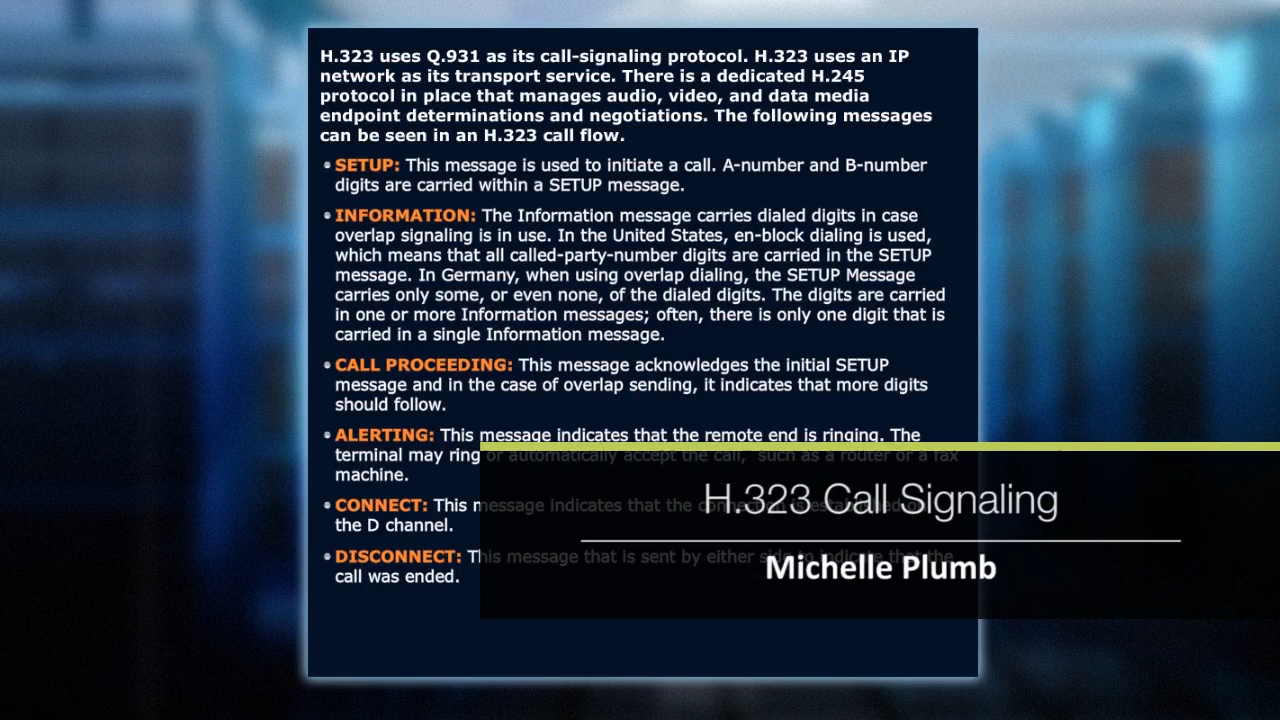 H.323 uses Q.931 as its call-signaling protocol. H.323 uses an IP
network as its transport service. There is a dedicated H.245
protocol in place that manages audio, video, and data media
endpoint determinations and negotiations. The following messages
can be seen in an H.323 call flow.
• SETUP: This message is used to initiate a call. A-number and B-number
digits are carried within a SETUP message.
• INFORMATION: The Information message carries dialed digits in case
overlap signaling is in use. In the United States, en-block dialing is used,
which means that all called-party-number digits are carried in the SETUP
message. In Germany, when using overlap dialing, the SETUP Message
carries only some, or even none, of the dialed digits. The digits are carried
in one or more Information messages; often, there is only one digit that is
carried in a single Information message.
• CALL PROCEEDING: This message acknowledges the initial SETUP
message and in the case of overlap sending, it indicates that more digits
should follow.
• ALERTING: This message indicates that the remote end is ringing. The
terminal may ring or automatically accept the call, such as a router or a fax
machine.
• CONNECT: This message indicates that the connection is established on
the D channel.
• DISCONNECT: This message that is sent by either side to indicate that the
call was ended.
H.323 Call Signaling
Michelle Plumb